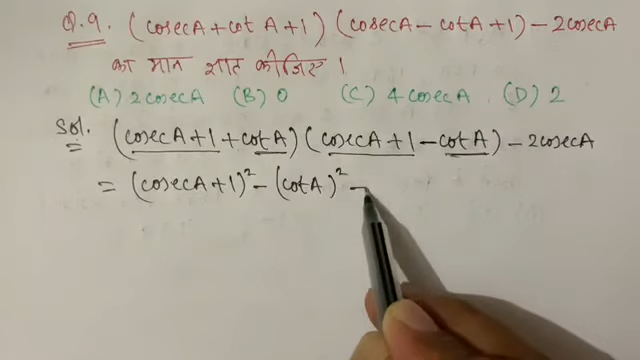 Q.9. (cosecA + cot A + 1) (cosecA - cotA + 1) - 2cosecA
का मान ज्ञात कीजिए ।
(A) 2cosecA (B) 0 (C) 4cosecA (D) 2
Sol. (cosecA + 1 + cotA) (cosecA + 1 - cotA) - 2cosecA
= (cosecA + 1)² - (cotA)² -